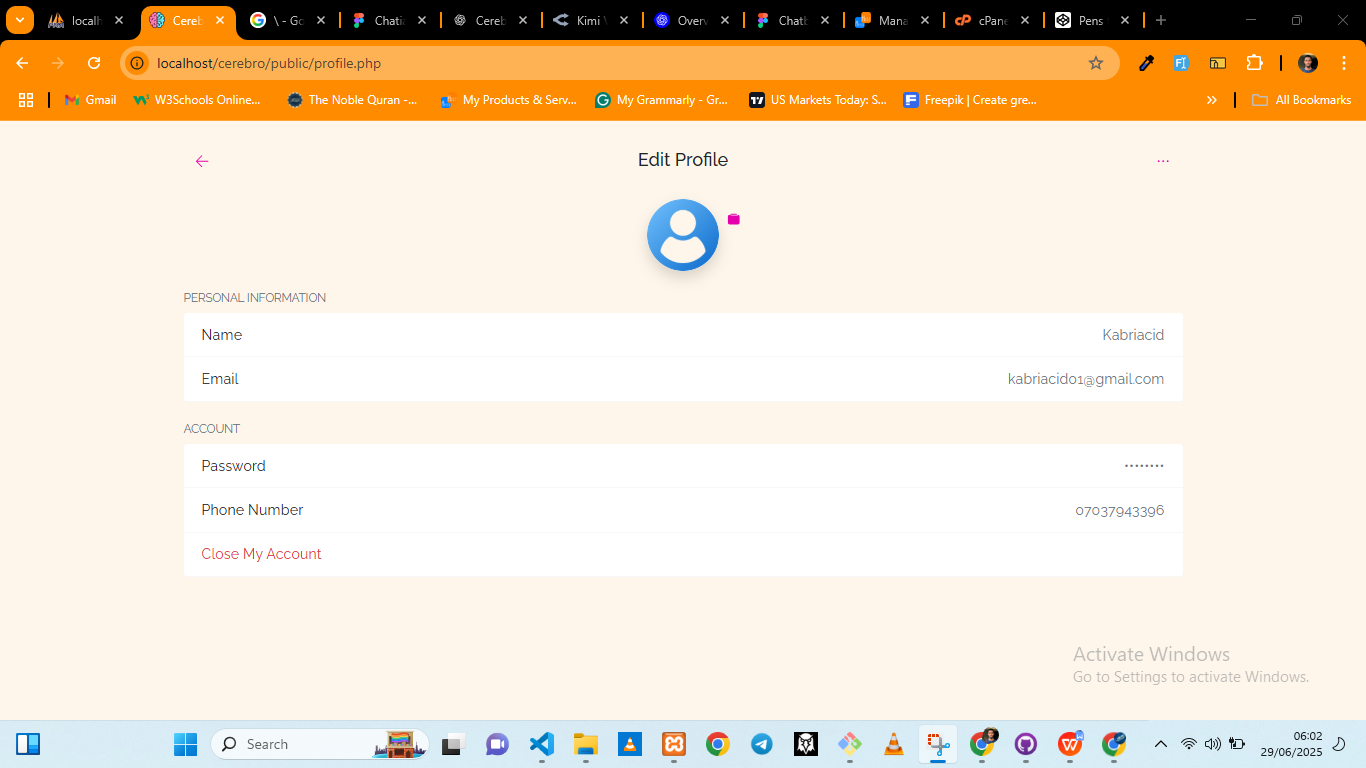 localh
Cereb
\ - Go
Chatia
Cereb
Kimi \
Overv
Chatb
Mana
cPane
Pens
localhost/cerebro/public/profile.php
Gmail
W3Schools Online...
The Noble Quran -...
My Products & Serv...
My Grammarly - Gr...
US Markets Today: S...
Freepik | Create gre...
All Bookmarks
Edit Profile
PERSONAL INFORMATION
Name Kabriacid
Email kabriacid01@gmail.com
ACCOUNT
Password ••••••••
Phone Number 07037943396
Close My Account
Activate Windows
Go to Settings to activate Windows.
Search
06:02
29/06/2025